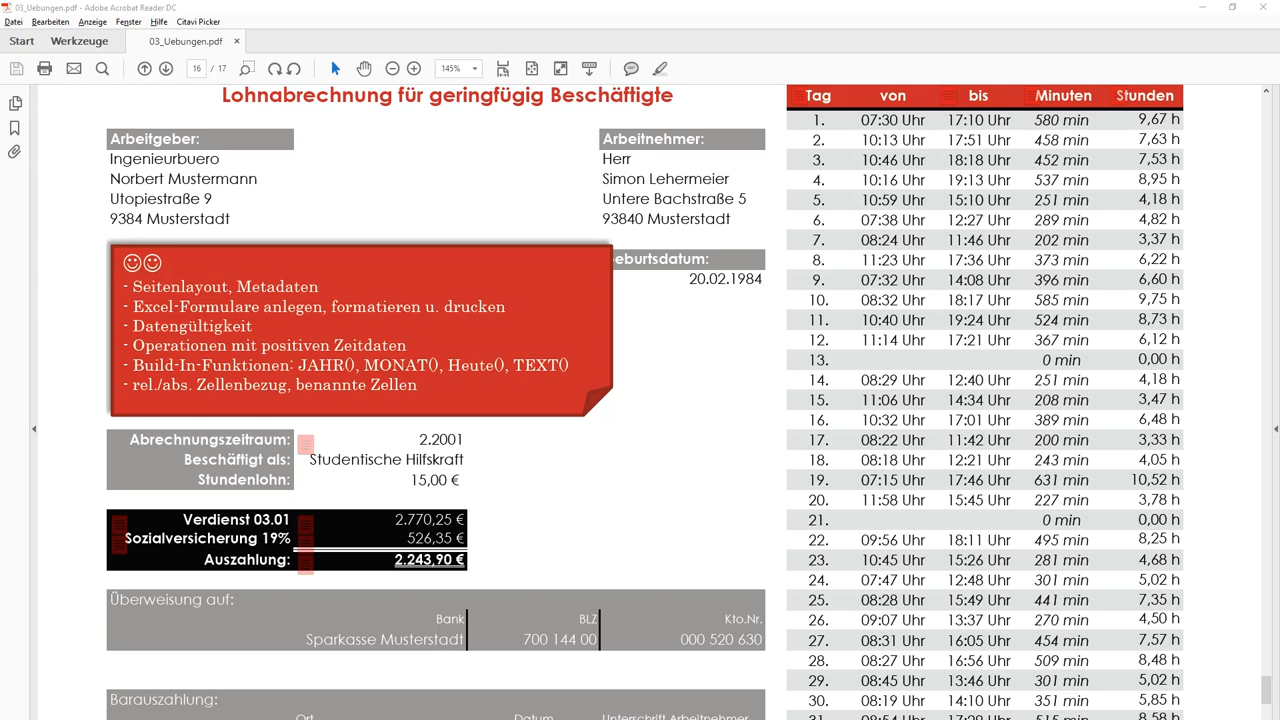 03_Uebungen.pdf - Adobe Acrobat Reader DC
Datei Bearbeiten Anzeige Fenster Hilfe Citavi Picker
Start Werkzeuge 03_Uebungen.pdf ×
16 / 17 145%
Lohnabrechnung für geringfügig Beschäftigte
Arbeitgeber:
Ingenieurbuero
Norbert Mustermann
Utopiestraße 9
9384 Musterstadt
Arbeitnehmer:
Herr
Simon Lehermeier
Untere Bachstraße 5
93840 Musterstadt
eburtsdatum:
20.02.1984
☺☺
- Seitenlayout, Metadaten
- Excel-Formulare anlegen, formatieren u. drucken
- Datengültigkeit
- Operationen mit positiven Zeitdaten
- Build-In-Funktionen: JAHR(), MONAT(), Heute(), TEXT()
- rel./abs. Zellenbezug, benannte Zellen
Abrechnungszeitraum: 2.2001
Beschäftigt als: Studentische Hilfskraft
Stundenlohn: 15,00 €
Verdienst 03.01 2.770,25 €
Sozialversicherung 19% 526,35 €
Auszahlung: 2.243,90 €
Überweisung auf:
Bank BLZ Kto.Nr.
Sparkasse Musterstadt 700 144 00 000 520 630
Barauszahlung:
Ort Datum Unterschrift Arbeitnehmer
Tag von bis Minuten Stunden
1. 07:30 Uhr 17:10 Uhr 580 min 9,67 h
2. 10:13 Uhr 17:51 Uhr 458 min 7,63 h
3. 10:46 Uhr 18:18 Uhr 452 min 7,53 h
4. 10:16 Uhr 19:13 Uhr 537 min 8,95 h
5. 10:59 Uhr 15:10 Uhr 251 min 4,18 h
6. 07:38 Uhr 12:27 Uhr 289 min 4,82 h
7. 08:24 Uhr 11:46 Uhr 202 min 3,37 h
8. 11:23 Uhr 17:36 Uhr 373 min 6,22 h
9. 07:32 Uhr 14:08 Uhr 396 min 6,60 h
10. 08:32 Uhr 18:17 Uhr 585 min 9,75 h
11. 10:40 Uhr 19:24 Uhr 524 min 8,73 h
12. 11:14 Uhr 17:21 Uhr 367 min 6,12 h
13. 0 min 0,00 h
14. 08:29 Uhr 12:40 Uhr 251 min 4,18 h
15. 11:06 Uhr 14:34 Uhr 208 min 3,47 h
16. 10:32 Uhr 17:01 Uhr 389 min 6,48 h
17. 08:22 Uhr 11:42 Uhr 200 min 3,33 h
18. 08:18 Uhr 12:21 Uhr 243 min 4,05 h
19. 07:15 Uhr 17:46 Uhr 631 min 10,52 h
20. 11:58 Uhr 15:45 Uhr 227 min 3,78 h
21. 0 min 0,00 h
22. 09:56 Uhr 18:11 Uhr 495 min 8,25 h
23. 10:45 Uhr 15:26 Uhr 281 min 4,68 h
24. 07:47 Uhr 12:48 Uhr 301 min 5,02 h
25. 08:28 Uhr 15:49 Uhr 441 min 7,35 h
26. 09:07 Uhr 13:37 Uhr 270 min 4,50 h
27. 08:31 Uhr 16:05 Uhr 454 min 7,57 h
28. 08:27 Uhr 16:56 Uhr 509 min 8,48 h
29. 08:45 Uhr 13:46 Uhr 301 min 5,02 h
30. 08:19 Uhr 14:10 Uhr 351 min 5,85 h
31. 08:54 Uhr 17:29 Uhr 515 min 8,58 h